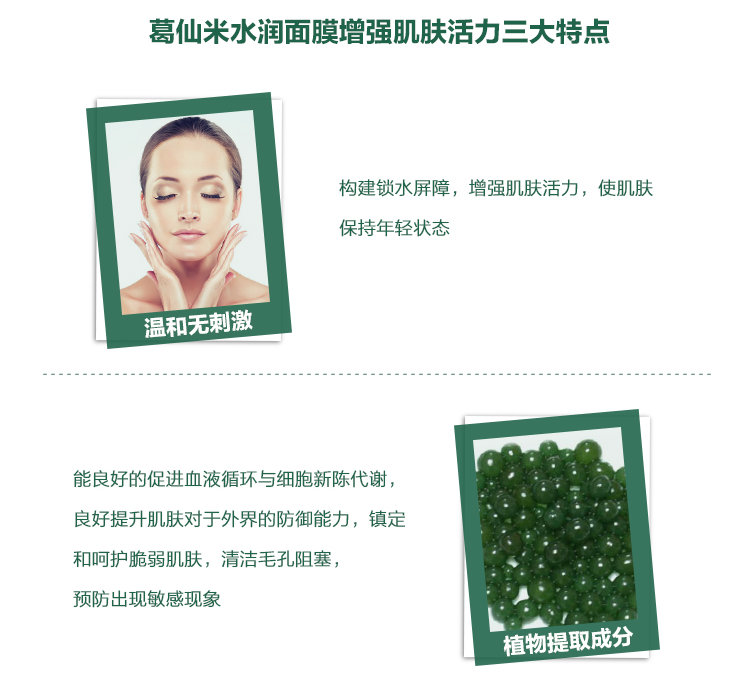 葛仙米水润面膜增强肌肤活力三大特点
构建锁水屏障，增强肌肤活力，使肌肤
保持年轻状态
温和无刺激
能良好的促进血液循环与细胞新陈代谢，
良好提升肌肤对于外界的防御能力，镇定
和呵护脆弱肌肤，清洁毛孔阻塞，
预防出现敏感现象
植物提取成分